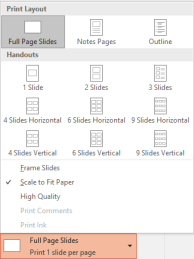 Print Layout
Full Page Slides Notes Pages Outline
Handouts
1 Slide 2 Slides 3 Slides
4 Slides Horizontal 6 Slides Horizontal 9 Slides Horizontal
4 Slides Vertical 6 Slides Vertical 9 Slides Vertical
Frame Slides
Scale to Fit Paper
High Quality
Print Comments
Print Ink
Full Page Slides
Print 1 slide per page